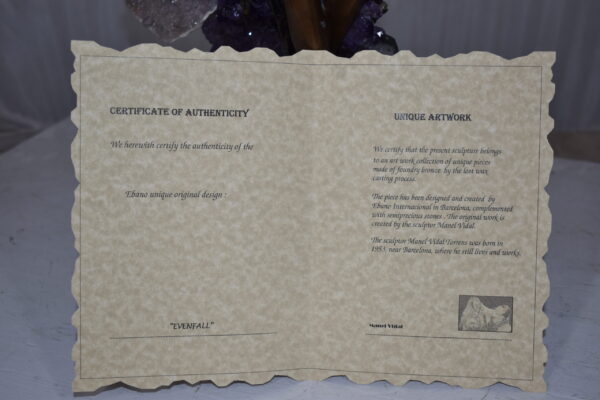 CERTIFICATE OF AUTHENTICITY
We herewith certify the authenticity of the
Ebano unique original design :
"EVENFALL"
UNIQUE ARTWORK
We certify that the present sculpture belongs
to an art work collection of unique pieces
made of foundry bronze, by the lost wax
casting process.
The piece has been designed and created by
Ebano Internacional in Barcelona, complemented
with semiprecious stones . The original work is
created by the sculptor Manel Vidal.
The sculptor Manel Vidal Torrens was born in
1953, near Barcelona, where he still lives and works.
Manel Vidal